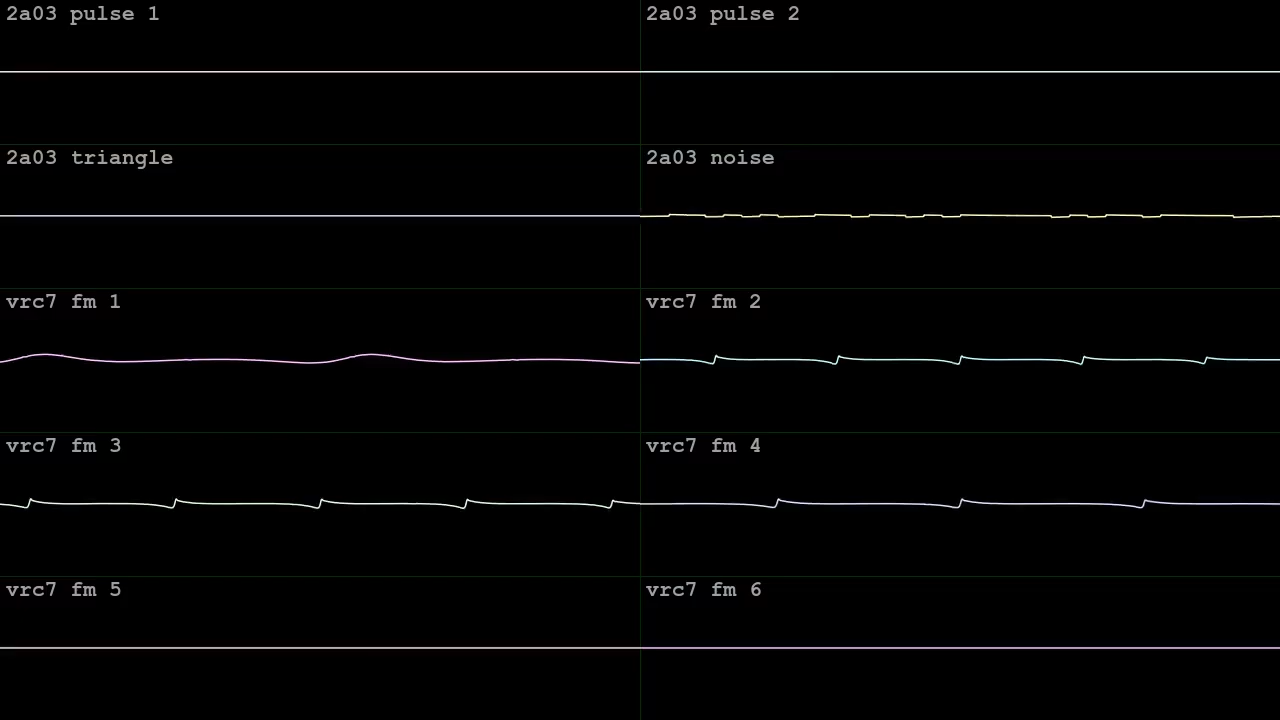 2a03 pulse 1
2a03 pulse 2
2a03 triangle
2a03 noise
vrc7 fm 1
vrc7 fm 2
vrc7 fm 3
vrc7 fm 4
vrc7 fm 5
vrc7 fm 6